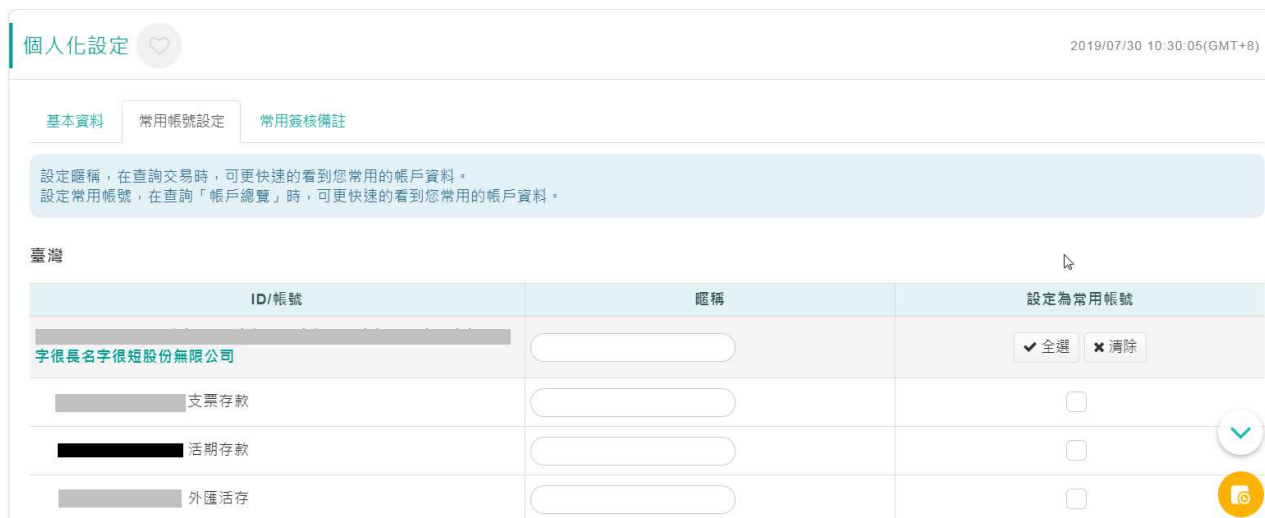 個人化設定
2019/07/30 10:30:05(GMT+8)
基本資料 常用帳號設定 常用簽核備註
設定暱稱，在查詢交易時，可更快速的看到您常用的帳戶資料。
設定常用帳號，在查詢「帳戶總覽」時，可更快速的看到您常用的帳戶資料。
臺灣
ID/帳號 暱稱 設定為常用帳號
字很長名字很短股份無限公司
全選 清除
支票存款
活期存款
外匯活存